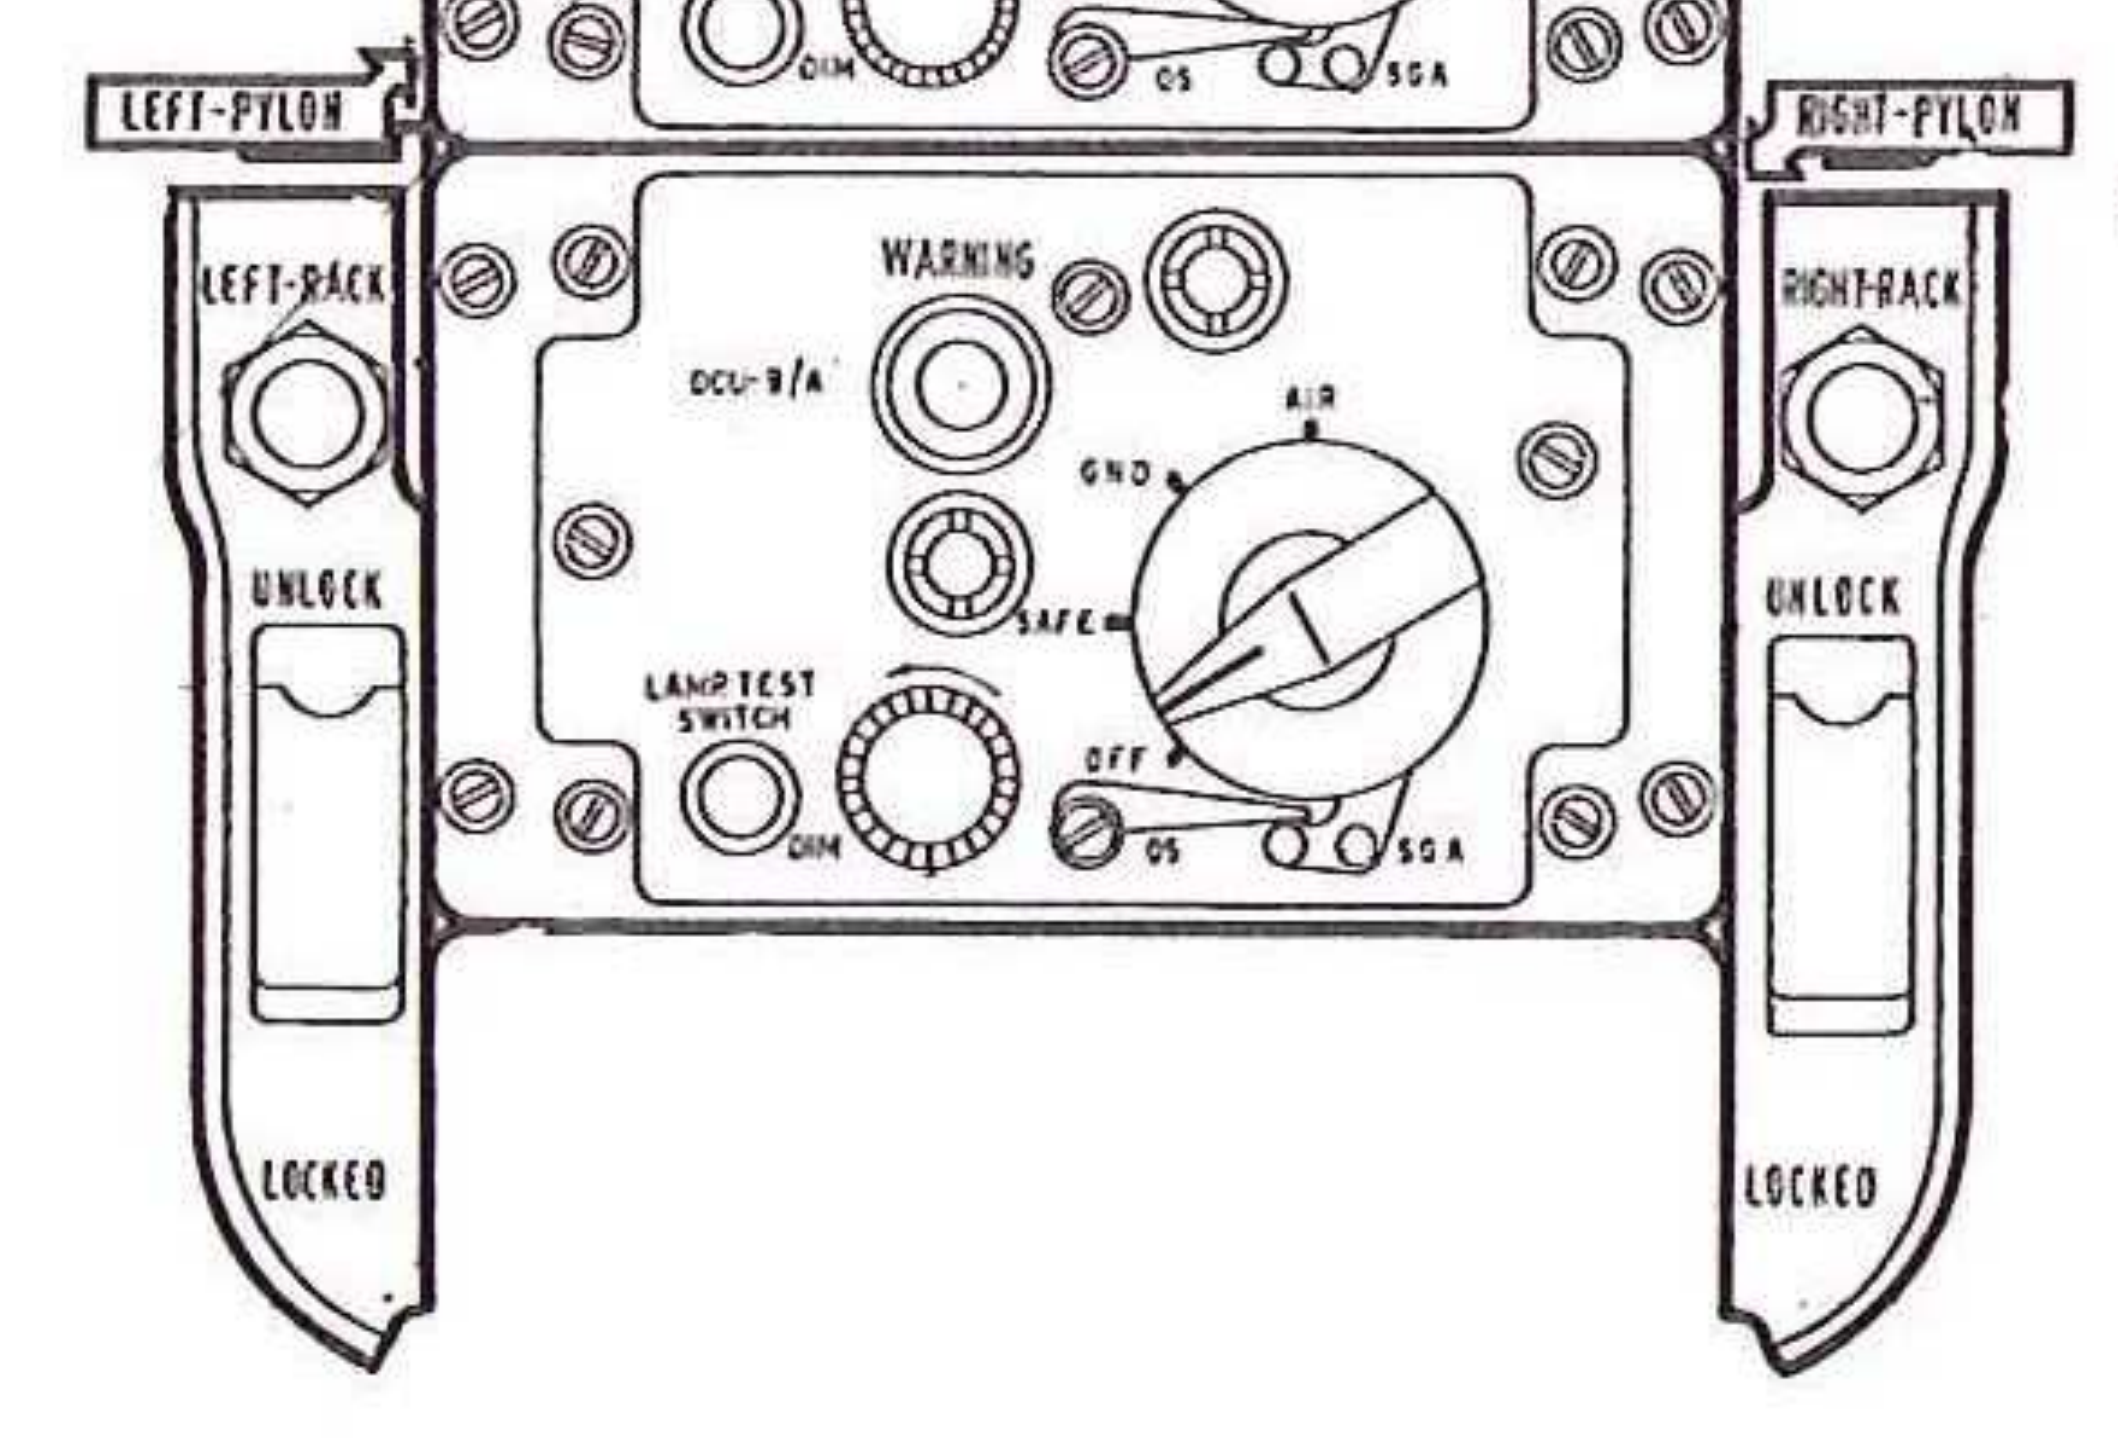 DIM
OS
SGA
LEFT-PYLON
RIGHT-PYLON
LEFT-RACK
WARNING
RIGHT-RACK
DCU-9/A
AIR
GND
UNLOCK
SAFE
UNLOCK
LAMP TEST
SWITCH
OFF
DIM
OS
SGA
LOCKED
LOCKED